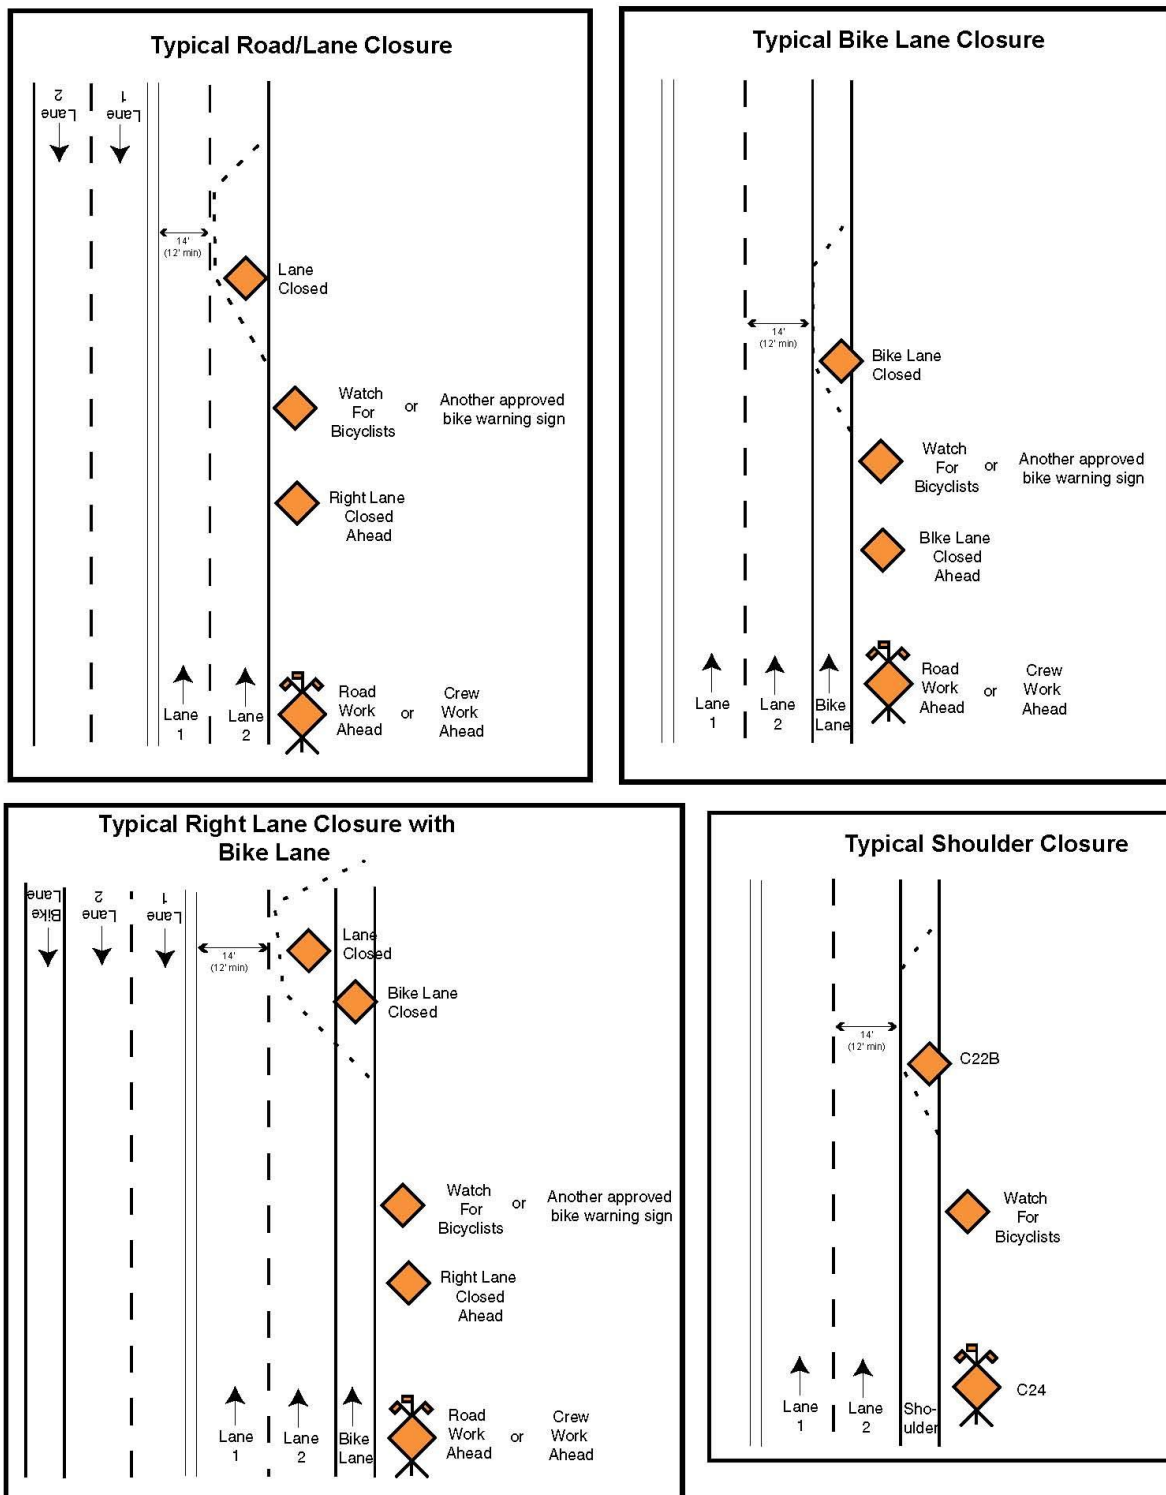 Typical Road/Lane Closure
Lane
2
Lane
1
14'
(12' min)
Lane
Closed
Watch
For
Bicyclists
or
Another approved
bike warning sign
Right Lane
Closed
Ahead
Lane
1
Lane
2
Road
Work
Ahead
or
Crew
Work
Ahead
Typical Bike Lane Closure
14'
(12' min)
Bike Lane
Closed
Watch
For
Bicyclists
or
Another approved
bike warning sign
BIke Lane
Closed
Ahead
Lane
1
Lane
2
Bike
Lane
Road
Work
Ahead
or
Crew
Work
Ahead
Typical Right Lane Closure with
Bike Lane
Bike
Lane
Lane
2
Lane
1
14'
(12' min)
Lane
Closed
Bike Lane
Closed
Watch
For
Bicyclists
or
Another approved
bike warning sign
Right Lane
Closed
Ahead
Lane
1
Lane
2
Bike
Lane
Road
Work
Ahead
or
Crew
Work
Ahead
Typical Shoulder Closure
14'
(12' min)
C22B
Watch
For
Bicyclists
Lane
1
Lane
2
Sho-
ulder
C24